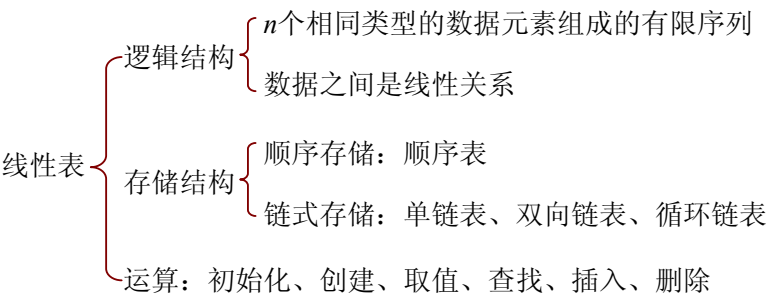 线性表
逻辑结构
n个相同类型的数据元素组成的有限序列
数据之间是线性关系
存储结构
顺序存储：顺序表
链式存储：单链表、双向链表、循环链表
运算：初始化、创建、取值、查找、插入、删除